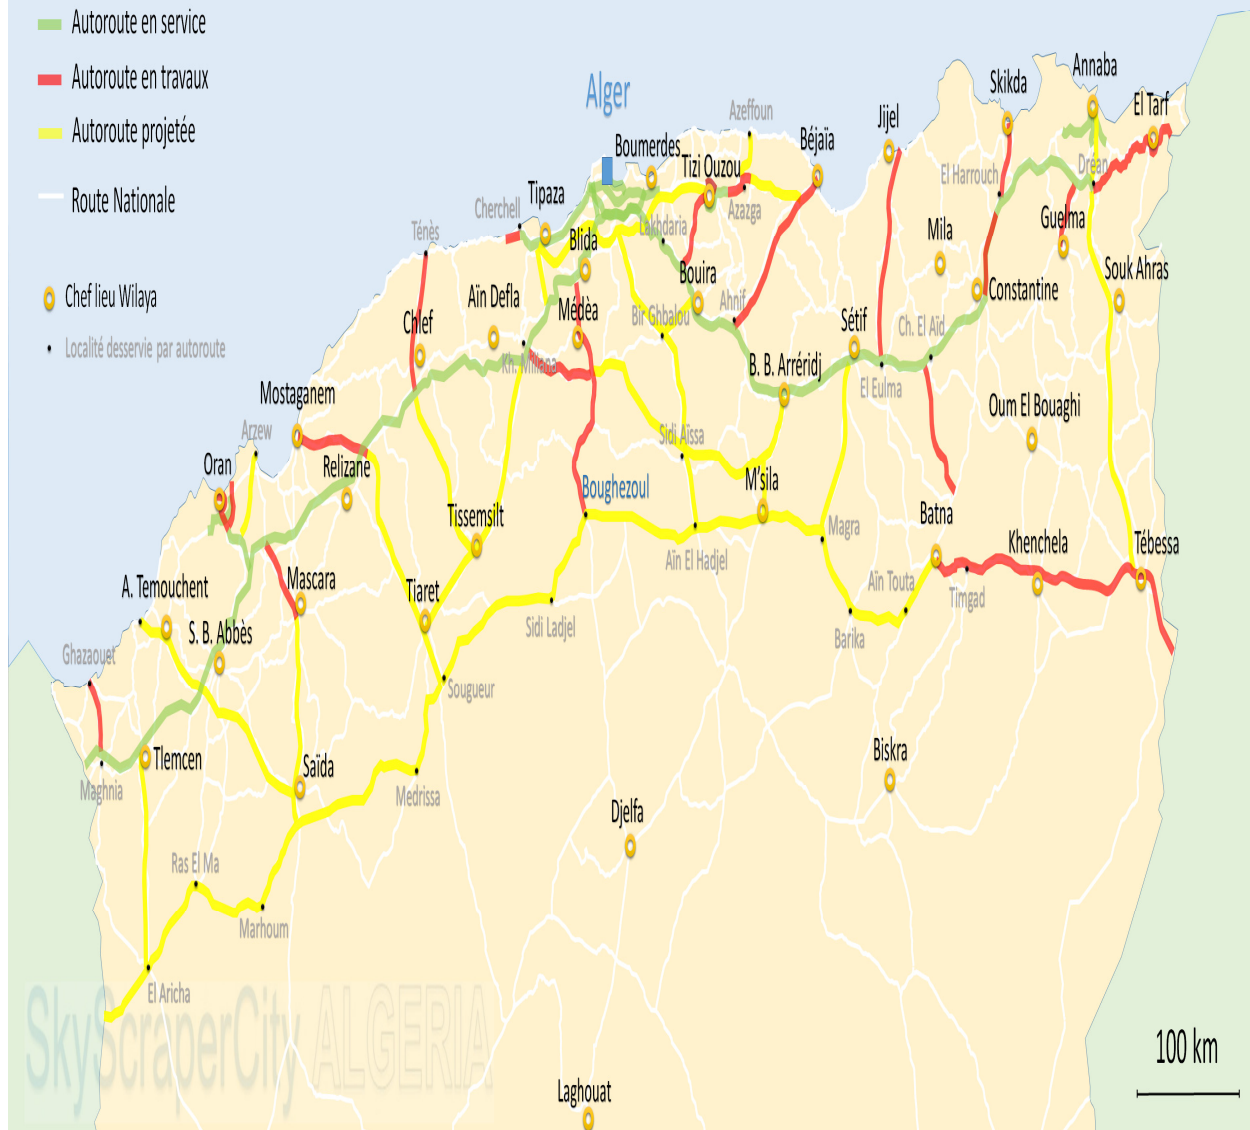 Autoroute en service
Autoroute en travaux
Autoroute projetée
Route Nationale
Chef lieu Wilaya
Localité desservie par autoroute
Alger
Boumerdes
Tizi Ouzou
Azeffoun
Béjaïa
Jijel
Skikda
Annaba
El Tarf
Tipaza
Cherchell
Ténès
Blida
Lakhdaria
Azazga
El Harrouch
Dréan
Guelma
Mila
Constantine
Souk Ahras
Bouira
Ahnif
Bir Ghbalou
Médèa
Aïn Defla
Chlef
Kh. Miliana
Sétif
Ch. El Aïd
B. B. Arréridj
El Eulma
Oum El Bouaghi
Mostaganem
Arzew
Oran
Relizane
Sidi Aïssa
M'sila
Boughezoul
Tissemsilt
Aïn El Hadjel
Magra
Batna
Khenchela
Tébessa
Aïn Touta
Timgad
Barika
Mascara
Tiaret
Sidi Ladjel
A. Temouchent
S. B. Abbès
Ghazaouet
Sougueur
Tlemcen
Maghnia
Saïda
Medrissa
Biskra
Djelfa
Ras El Ma
Marhoum
El Aricha
SkyScraperCity ALGERIA
Laghouat
100 km